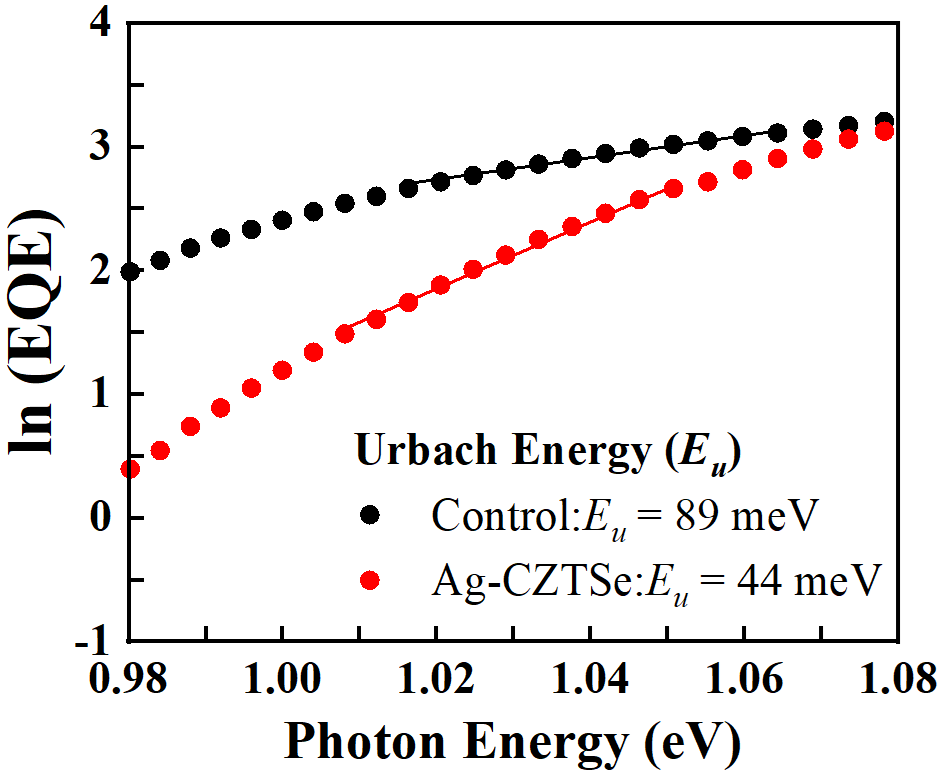 4
3
2
1
0
-1
ln (EQE)
Urbach Energy (Eu)
Control:Eu = 89 meV
Ag-CZTSe:Eu = 44 meV
0.98 1.00 1.02 1.04 1.06 1.08
Photon Energy (eV)